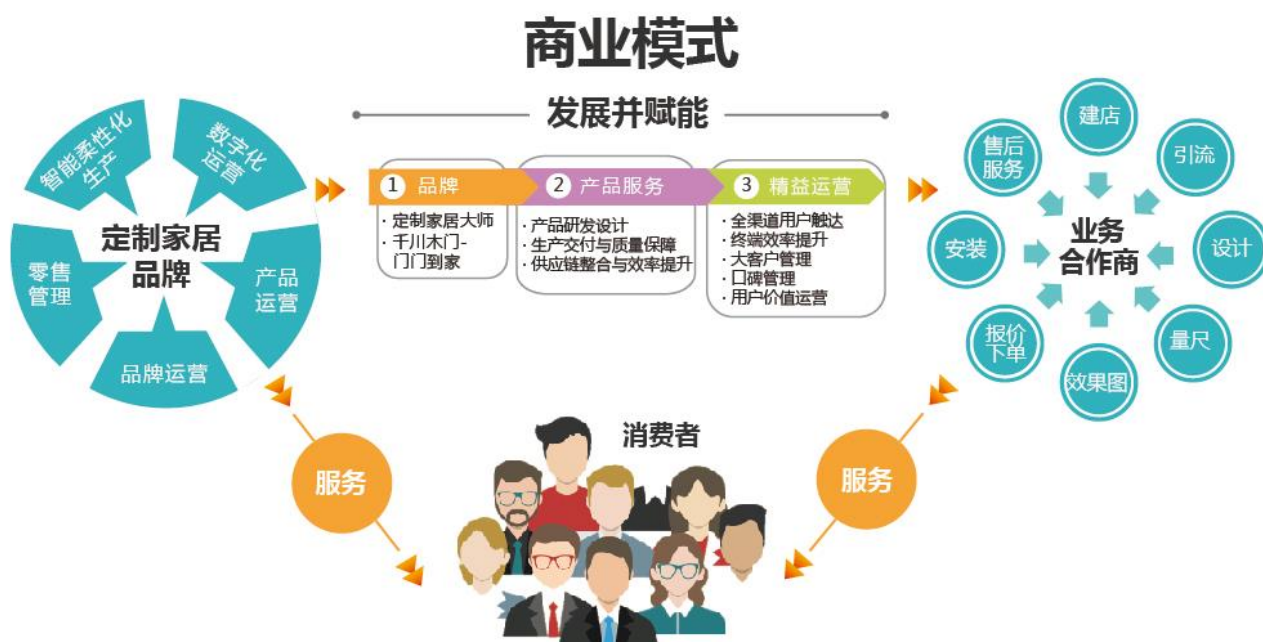 商业模式
发展并赋能
智能柔性化
生产
数字化
运营
产品
运营
品牌运营
零售
管理
定制家居
品牌
1 品牌
· 定制家居大师
· 千川木门-
门门到家
2 产品服务
· 产品研发设计
· 生产交付与质量保障
· 供应链整合与效率提升
3 精益运营
· 全渠道用户触达
· 终端效率提升
· 大客户管理
· 口碑管理
· 用户价值运营
建店
引流
设计
量尺
效果图
报价
下单
安装
售后
服务
业务
合作商
服务
消费者
服务